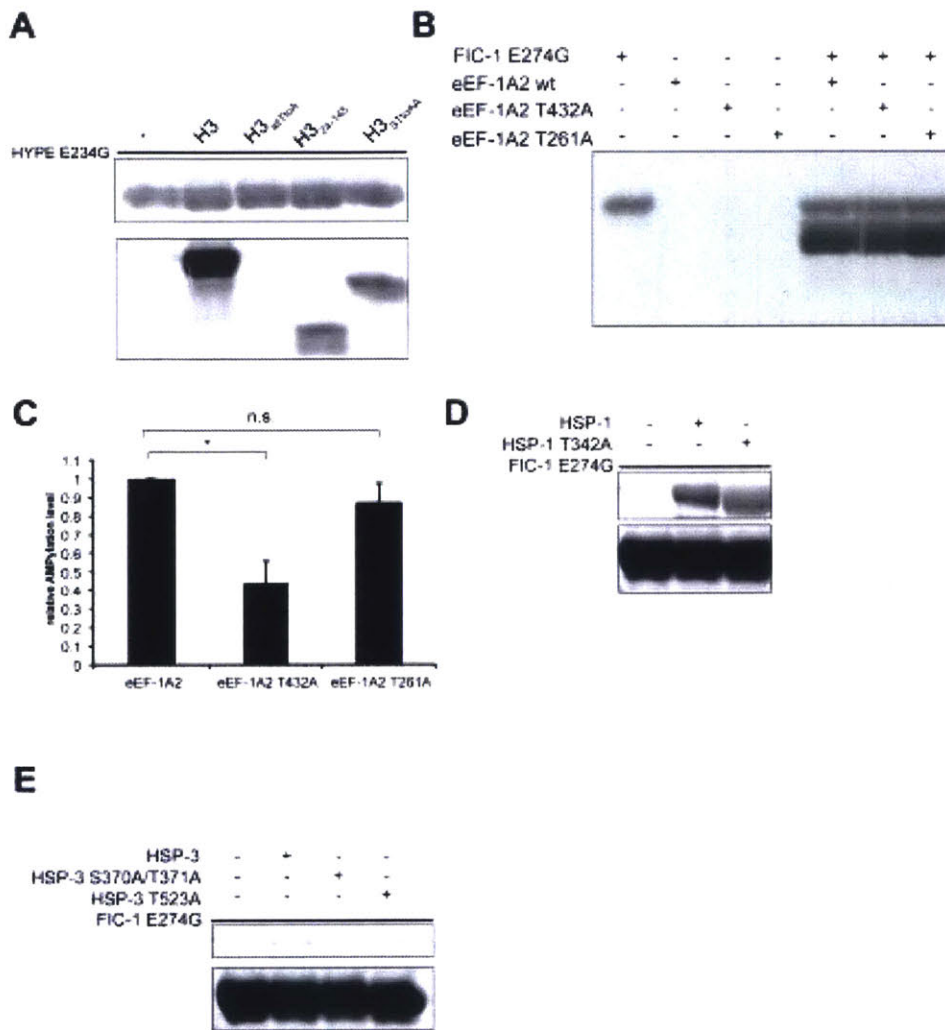 A
- H3 H3 H3 H3
HYPE E234G
B
FIC-1 E274G + - - - + + +
eEF-1A2 wt - + - - + - -
eEF-1A2 T432A - - + - - + -
eEF-1A2 T261A - - - + - - +
C
n.s.
*
relative AMPylation level
1.1
1
0.9
0.8
0.7
0.6
0.5
0.4
0.3
0.2
0.1
0
eEF-1A2 eEF-1A2 T432A eEF-1A2 T261A
D
HSP-1 - + -
HSP-1 T342A - - +
FIC-1 E274G
E
HSP-3 - + - -
HSP-3 S370A/T371A - - + -
HSP-3 T523A - - - +
FIC-1 E274G